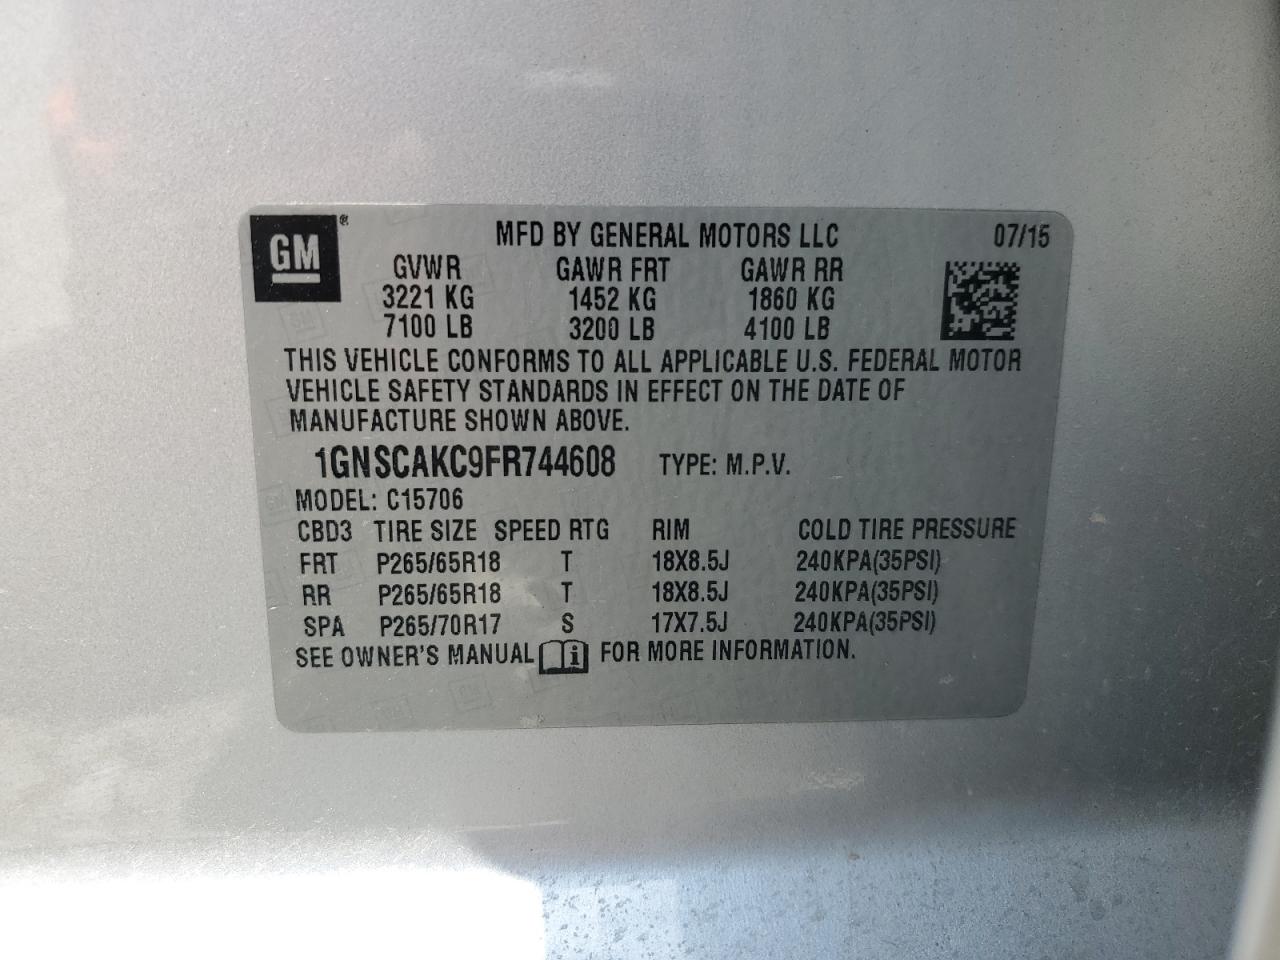 GM ® MFD BY GENERAL MOTORS LLC 07/15
GVWR GAWR FRT GAWR RR
3221 KG 1452 KG 1860 KG
7100 LB 3200 LB 4100 LB
THIS VEHICLE CONFORMS TO ALL APPLICABLE U.S. FEDERAL MOTOR
VEHICLE SAFETY STANDARDS IN EFFECT ON THE DATE OF
MANUFACTURE SHOWN ABOVE.
1GNSCAKC9FR744608 TYPE: M.P.V.
MODEL: C15706
CBD3 TIRE SIZE SPEED RTG RIM COLD TIRE PRESSURE
FRT P265/65R18 T 18X8.5J 240KPA(35PSI)
RR P265/65R18 T 18X8.5J 240KPA(35PSI)
SPA P265/70R17 S 17X7.5J 240KPA(35PSI)
SEE OWNER'S MANUAL i FOR MORE INFORMATION.